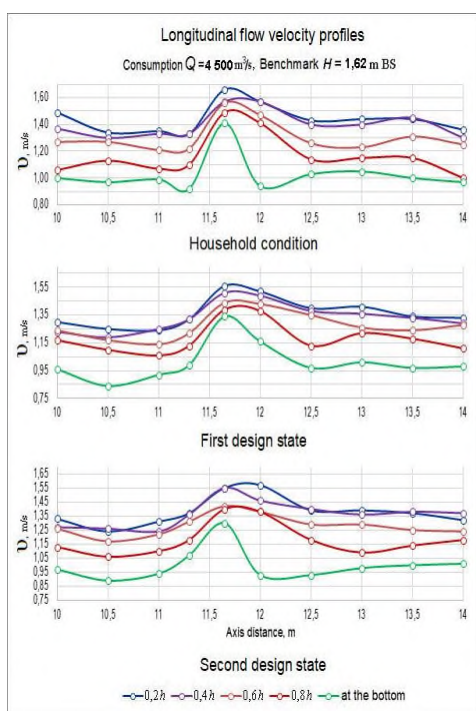 Longitudinal flow velocity profiles
Consumption Q = 4 500 m³/s, Benchmark H = 1,62 m BS
1,60
1,40
1,20
1,00
0,80
υ, m/s
10 10,5 11 11,5 12 12,5 13 13,5 14
Household condition
1,55
1,35
1,15
0,95
0,75
υ, m/s
10 10,5 11 11,5 12 12,5 13 13,5 14
First design state
1,65
1,55
1,45
1,35
1,25
1,15
1,05
0,95
0,85
0,75
υ, m/s
10 10,5 11 11,5 12 12,5 13 13,5 14
Axis distance, m
Second design state
0,2h 0,4h 0,6h 0,8h at the bottom